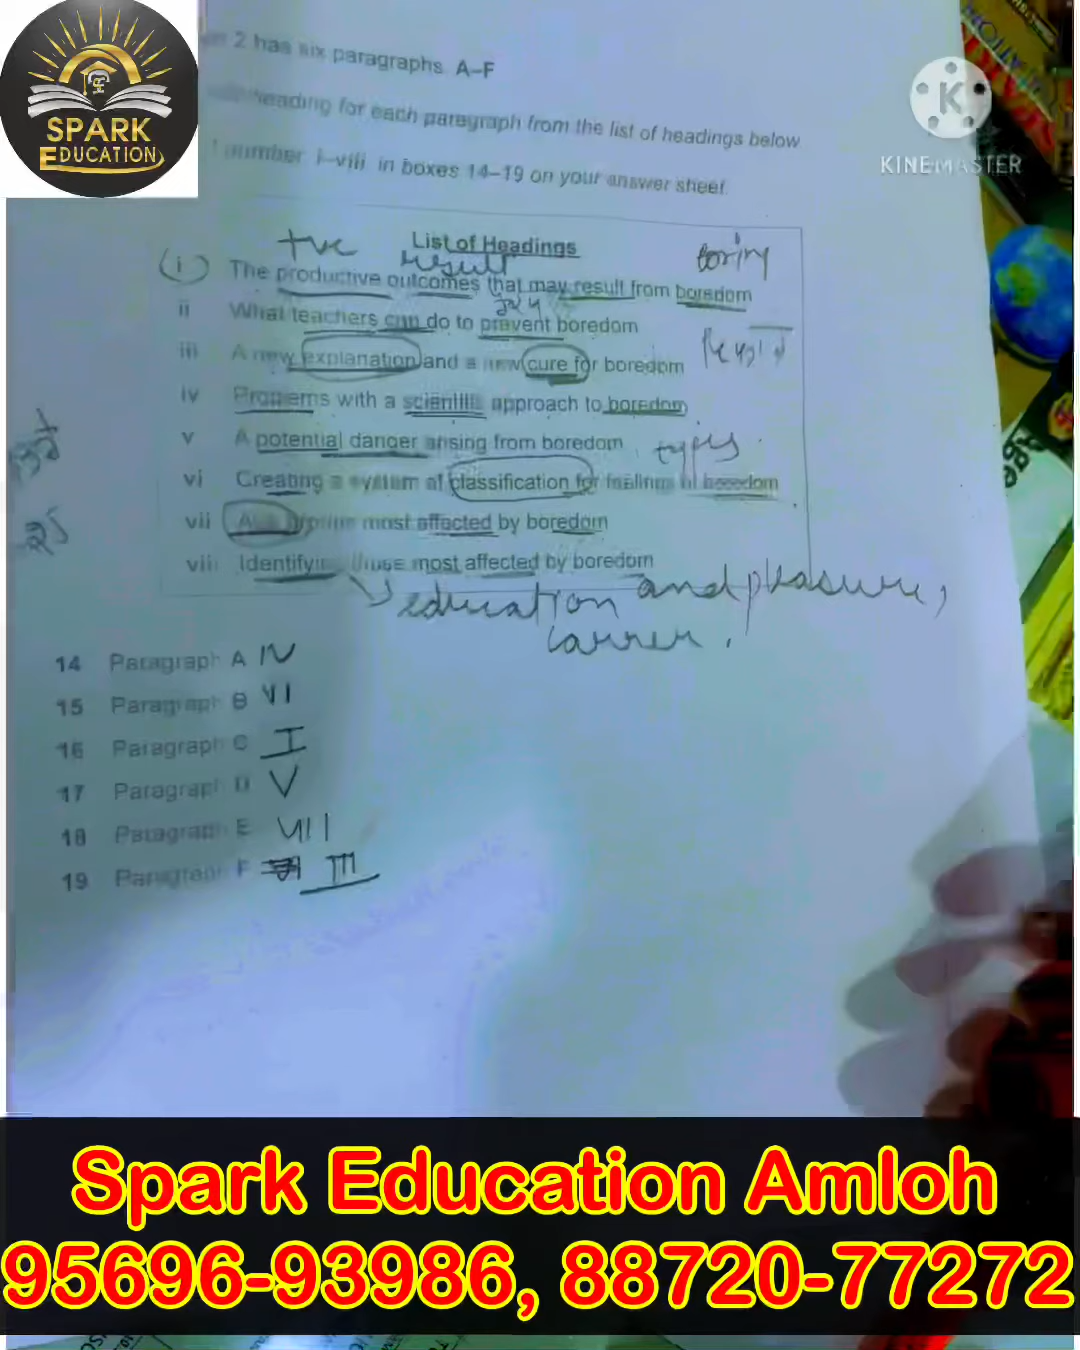 SPARK
EDUCATION
2 has six paragraphs A–F
heading for each paragraph from the list of headings below
number i–viii in boxes 14–19 on your answer sheet
K
KINEMASTER
List of Headings
+ve
result
boring
(i) The productive outcomes that may result from boredom
ii What teachers can do to prevent boredom
iii A new explanation and a new cure for boredom
iv Problems with a scientific approach to boredom
v A potential danger arising from boredom
types
vi Creating a system of classification for feelings of boredom
vii Age groups most affected by boredom
viii Identifying those most affected by boredom
education and pleasure,
carrer.
14 Paragraph A IV
15 Paragraph B VI
16 Paragraph C I
17 Paragraph D V
18 Paragraph E VII
19 Paragraph F III
Spark Education Amloh
95696-93986, 88720-77272